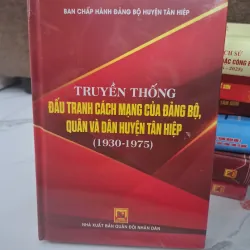 BAN CHẤP HÀNH ĐẢNG BỘ HUYỆN TÂN HIỆP
TRUYỀN THỐNG
ĐẤU TRANH CÁCH MẠNG CỦA ĐẢNG BỘ,
QUÂN VÀ DÂN HUYỆN TÂN HIỆP
(1930-1975)
NHÀ XUẤT BẢN QUÂN ĐỘI NHÂN DÂN